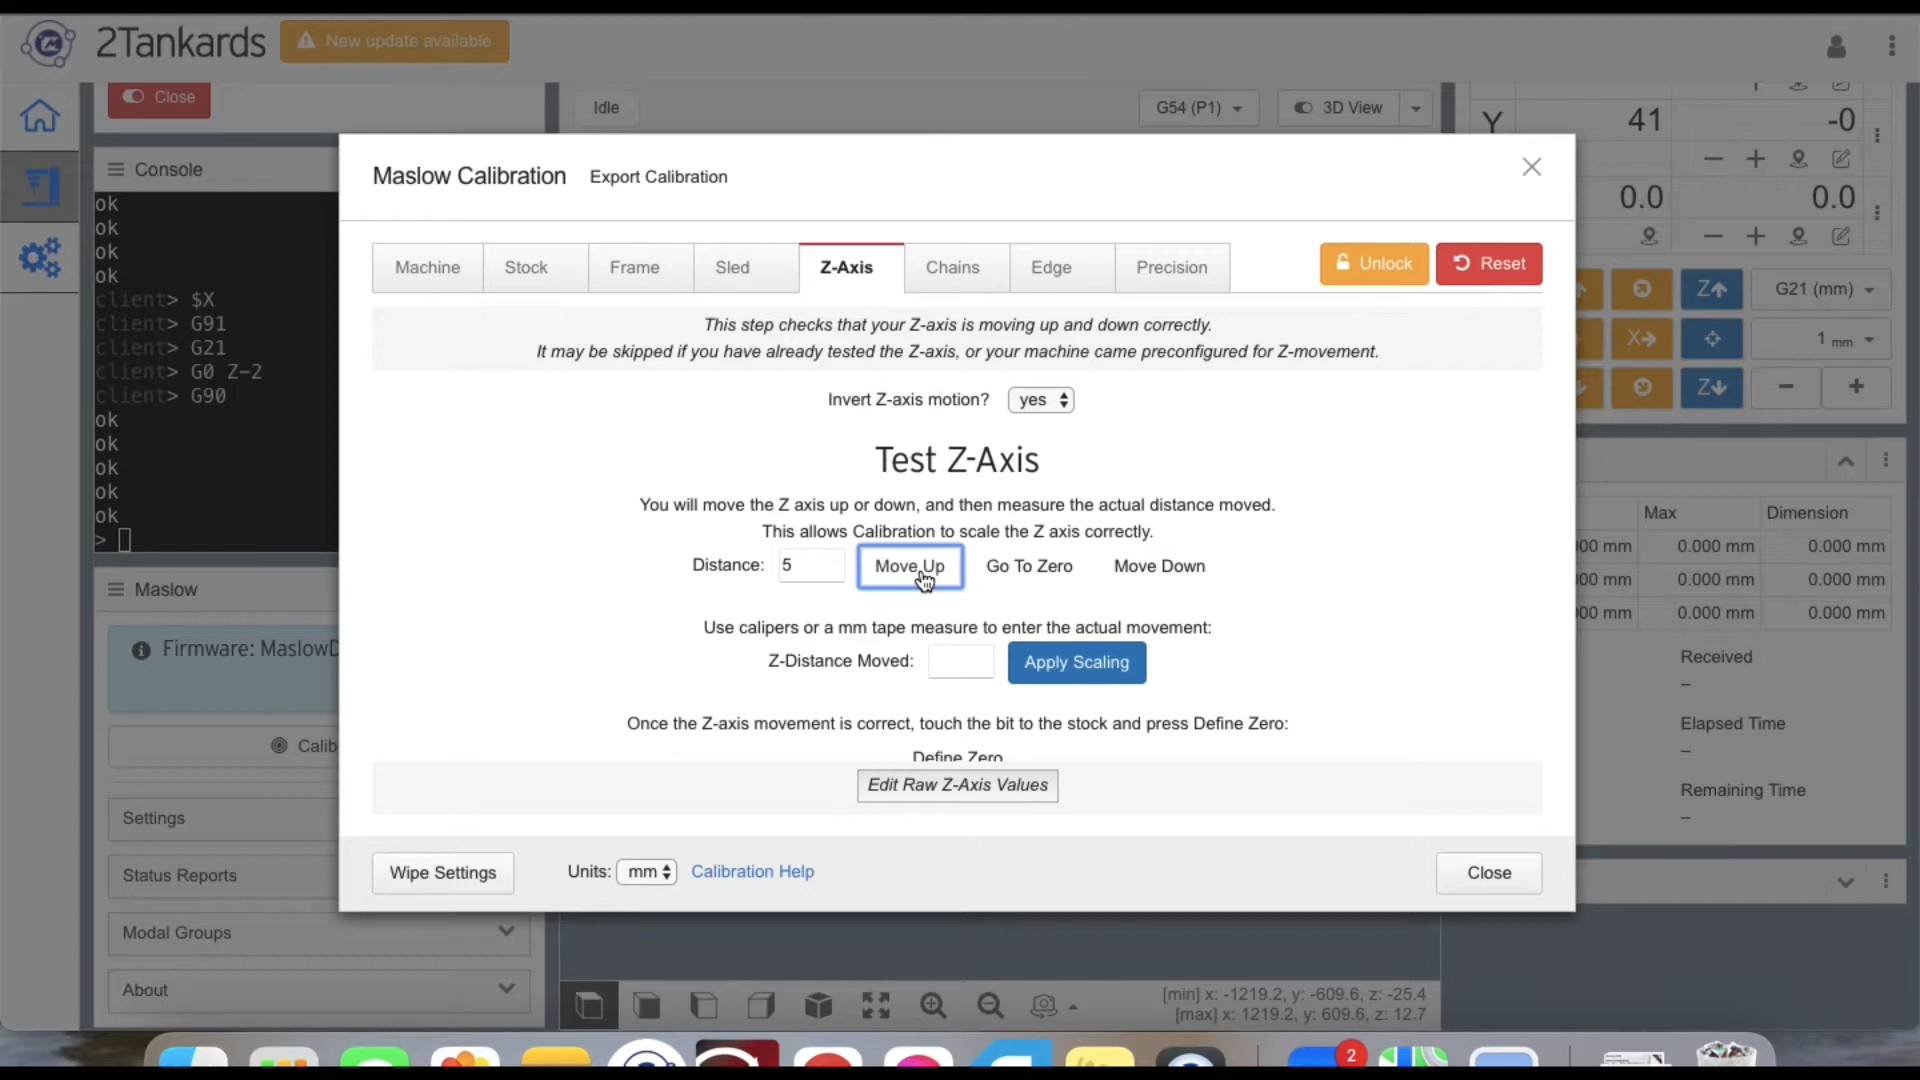 2Tankards
New update available
Close
Idle
G54 (P1)
3D View
Y
41
-0
0.0
0.0
Console
ok
ok
ok
ok
client> $X
client> G91
client> G21
client> G0 Z-2
client> G90
ok
ok
ok
ok
ok
>
Maslow Calibration
Export Calibration
Machine
Stock
Frame
Sled
Z-Axis
Chains
Edge
Precision
Unlock
Reset
This step checks that your Z-axis is moving up and down correctly.
It may be skipped if you have already tested the Z-axis, or your machine came preconfigured for Z-movement.
Invert Z-axis motion? yes
Test Z-Axis
You will move the Z axis up or down, and then measure the actual distance moved.
This allows Calibration to scale the Z axis correctly.
Distance: 5 Move Up Go To Zero Move Down
Use calipers or a mm tape measure to enter the actual movement:
Z-Distance Moved: Apply Scaling
Once the Z-axis movement is correct, touch the bit to the stock and press Define Zero:
Define Zero
Edit Raw Z-Axis Values
Wipe Settings
Units: mm
Calibration Help
Close
Z
G21 (mm)
X
1 mm
Z
Max
Dimension
00 mm 0.000 mm 0.000 mm
00 mm 0.000 mm 0.000 mm
00 mm 0.000 mm 0.000 mm
Received
–
Elapsed Time
–
Remaining Time
–
Maslow
Firmware: Maslow
Calib
Settings
Status Reports
Modal Groups
About
[min] x: -1219.2, y: -609.6, z: -25.4
[max] x: 1219.2, y: 609.6, z: 12.7
2